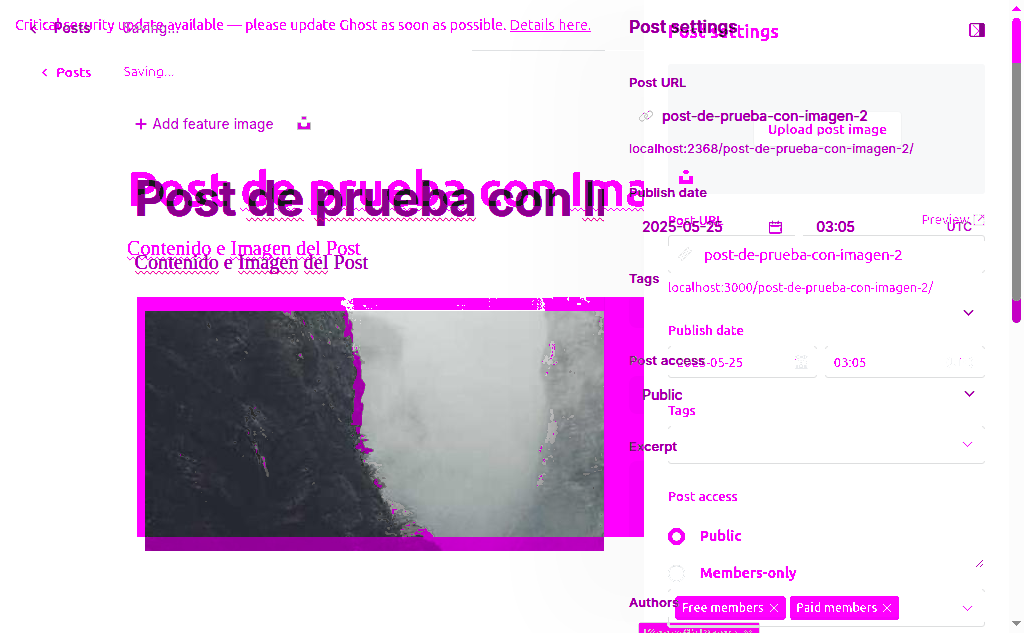 Critical security update available — please update Ghost as soon as possible. Details here.
Posts
Saving...
Post settings
Post settings
Posts
Saving...
Post URL
+ Add feature image
post-de-prueba-con-imagen-2
Upload post image
localhost:2368/post-de-prueba-con-imagen-2/
Post de prueba con Ima
Post de prueba con I
Publish date
Post URL
Preview
2025-05-25
03:05
UTC
Contenido e Imagen del Post
Contenido e Imagen del Post
post-de-prueba-con-imagen-2
Tags
localhost:3000/post-de-prueba-con-imagen-2/
Publish date
Post access
2025-05-25
03:05
Public
Tags
Excerpt
Post access
Public
Members-only
Authors
Free members ×
Paid members ×